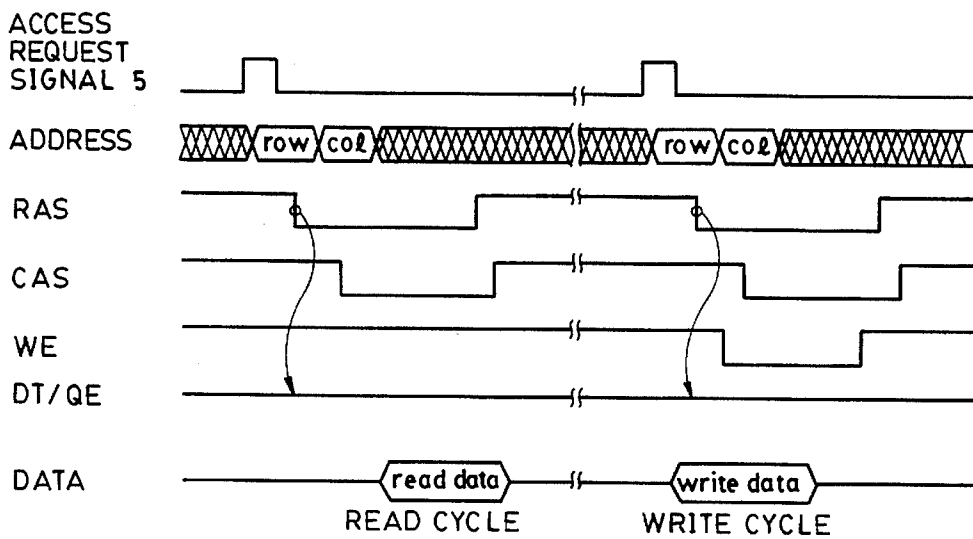 ACCESS
REQUEST
SIGNAL 5
ADDRESS row col row col
RAS
CAS
WE
DT/QE
DATA read data write data
READ CYCLE WRITE CYCLE